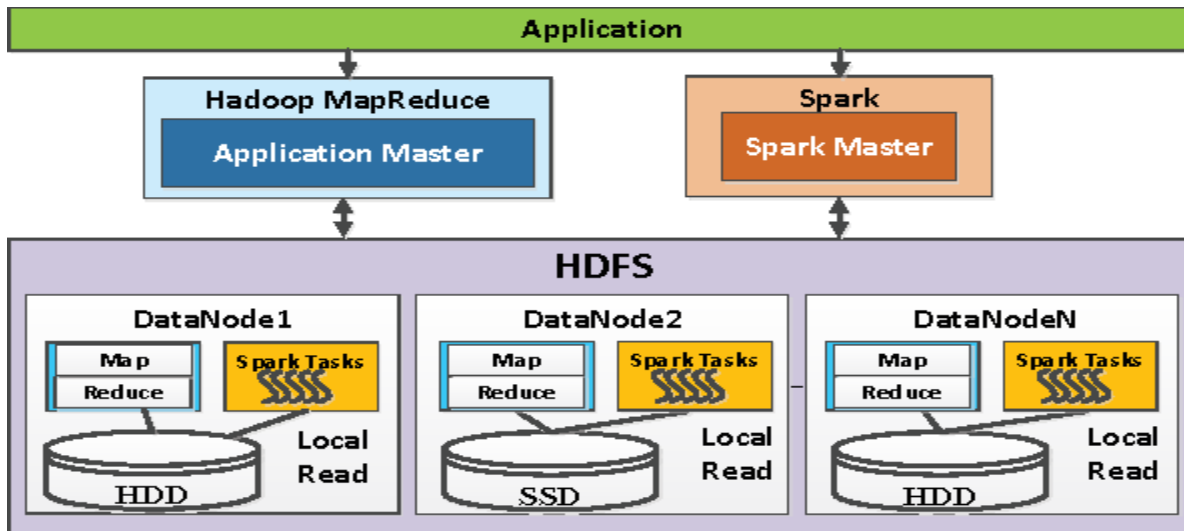 Application
Hadoop MapReduce
Application Master
Spark
Spark Master
HDFS
DataNode1
Map
Reduce
Spark Tasks
HDD
Local
Read
DataNode2
Map
Reduce
Spark Tasks
SSD
Local
Read
DataNodeN
Map
Reduce
Spark Tasks
HDD
Local
Read